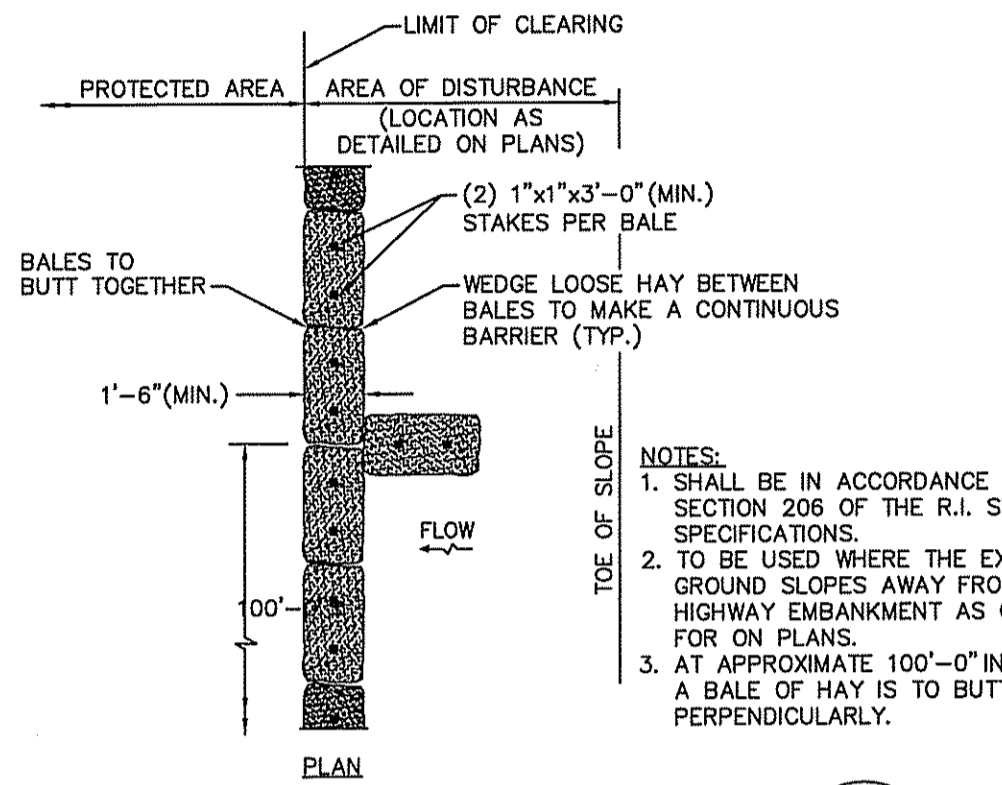 LIMIT OF CLEARING
PROTECTED AREA
AREA OF DISTURBANCE
(LOCATION AS
DETAILED ON PLANS)
(2) 1"x1"x3'-0"(MIN.)
STAKES PER BALE
BALES TO
BUTT TOGETHER
WEDGE LOOSE HAY BETWEEN
BALES TO MAKE A CONTINUOUS
BARRIER (TYP.)
1'-6"(MIN.)
TOE OF SLOPE
FLOW
100'-
NOTES:
1. SHALL BE IN ACCORDANCE
SECTION 206 OF THE R.I. S
SPECIFICATIONS.
2. TO BE USED WHERE THE EX
GROUND SLOPES AWAY FRO
HIGHWAY EMBANKMENT AS
FOR ON PLANS.
3. AT APPROXIMATE 100'-0" IN
A BALE OF HAY IS TO BUTT
PERPENDICULARLY.
PLAN